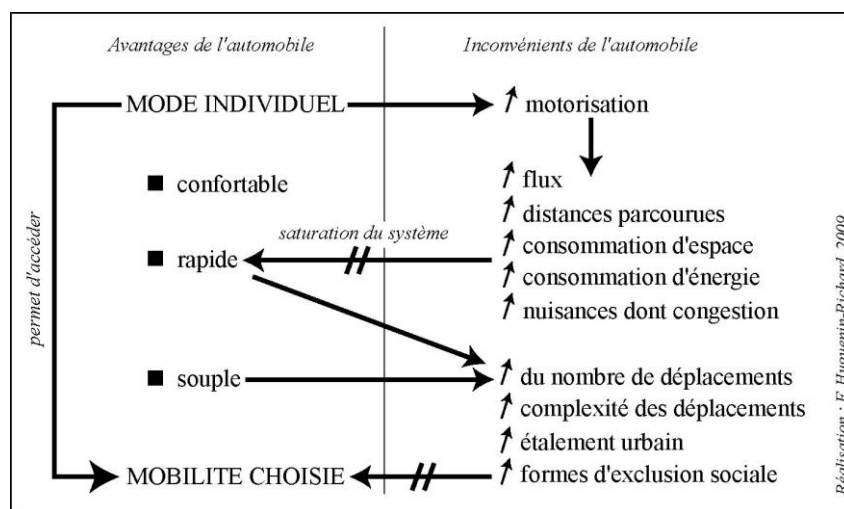 Avantages de l'automobile
Inconvénients de l'automobile
MODE INDIVIDUEL
motorisation
confortable
flux
distances parcourues
saturation du système
consommation d'espace
rapide
consommation d'énergie
nuisances dont congestion
permet d'accéder
souple
du nombre de déplacements
complexité des déplacements
étalement urbain
MOBILITE CHOISIE
formes d'exclusion sociale
Réalisation : F. Huguenin-Richard, 2009